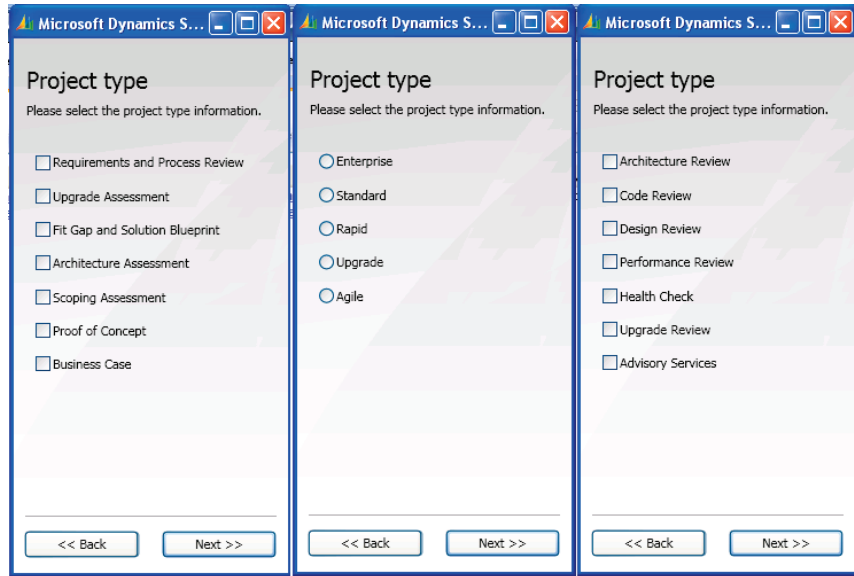 Microsoft Dynamics S...
Project type
Please select the project type information.
Requirements and Process Review
Upgrade Assessment
Fit Gap and Solution Blueprint
Architecture Assessment
Scoping Assessment
Proof of Concept
Business Case
<< Back
Next >>
Microsoft Dynamics S...
Project type
Please select the project type information.
Enterprise
Standard
Rapid
Upgrade
Agile
<< Back
Next >>
Microsoft Dynamics S...
Project type
Please select the project type information.
Architecture Review
Code Review
Design Review
Performance Review
Health Check
Upgrade Review
Advisory Services
<< Back
Next >>